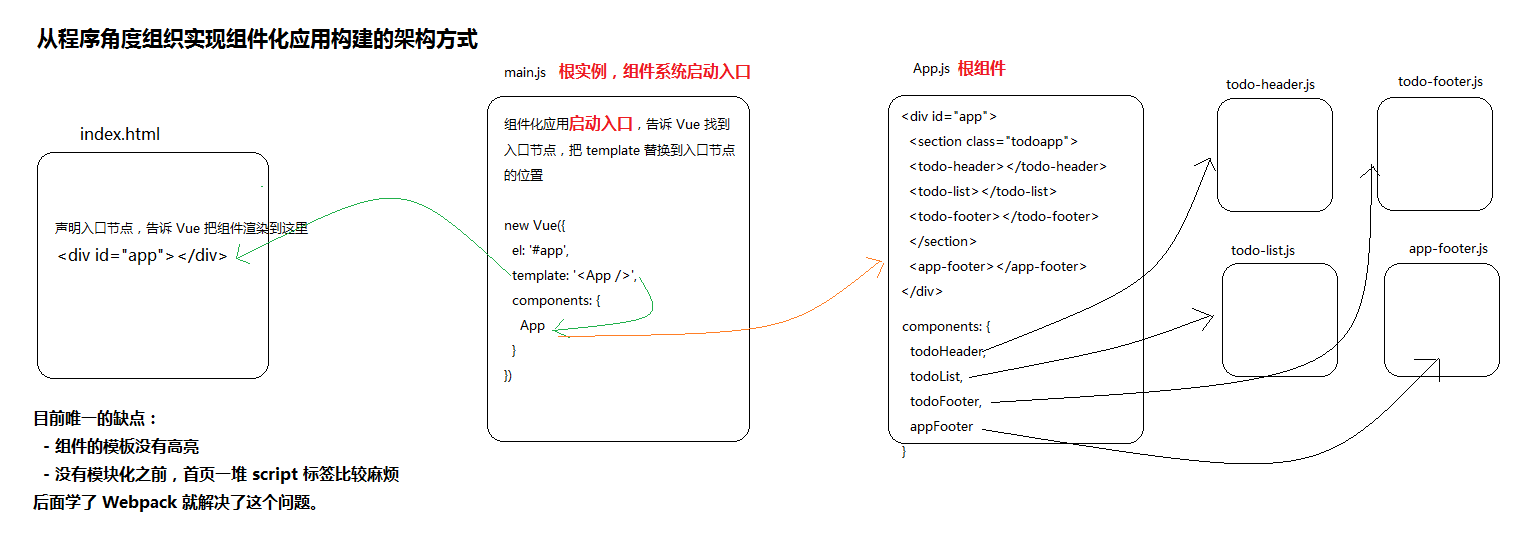 从程序角度组织实现组件化应用构建的架构方式
index.html
声明入口节点，告诉 Vue 把组件渲染到这里
<div id="app"></div>
目前唯一的缺点：
- 组件的模板没有高亮
- 没有模块化之前，首页一堆 script 标签比较麻烦
后面学了 Webpack 就解决了这个问题。
main.js 根实例，组件系统启动入口
组件化应用启动入口，告诉 Vue 找到
入口节点，把 template 替换到入口节点
的位置
new Vue({
el: '#app',
template: '<App />',
components: {
App
}
})
App.js 根组件
<div id="app">
<section class="todoapp">
<todo-header></todo-header>
<todo-list></todo-list>
<todo-footer></todo-footer>
</section>
<app-footer></app-footer>
</div>
components: {
todoHeader,
todoList,
todoFooter,
appFooter
}
todo-header.js
todo-footer.js
todo-list.js
app-footer.js